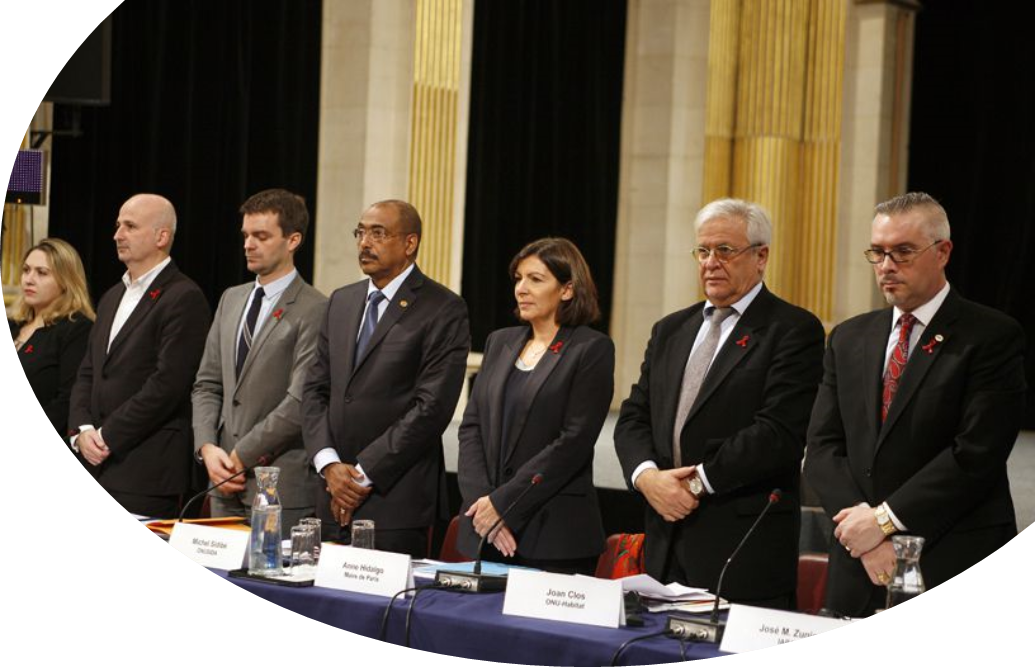 Michel Sidibé
ONUSIDA
Anne Hidalgo
Maire de Paris
Joan Clos
ONU-Habitat
José M.